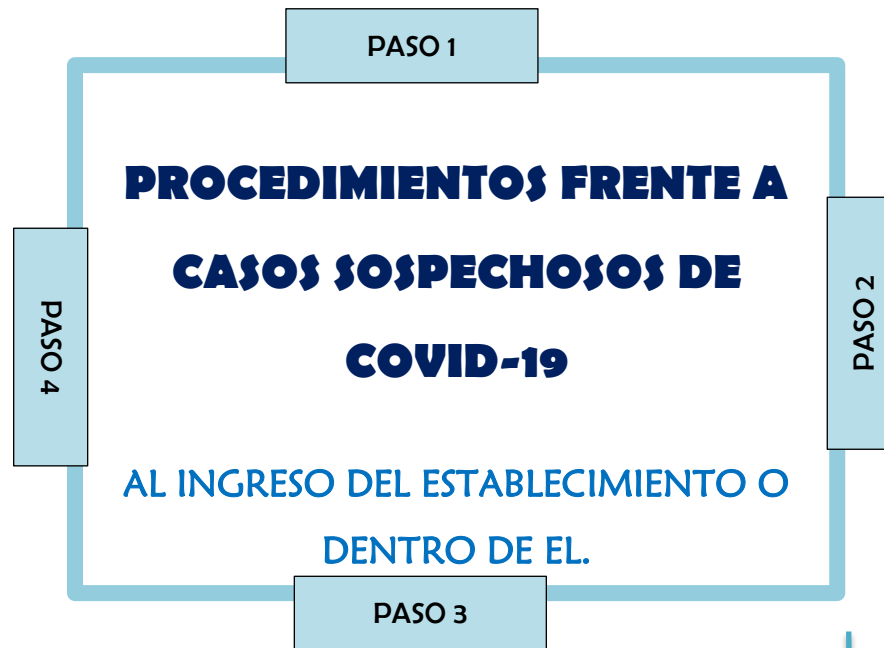 PASO 1
PROCEDIMIENTOS FRENTE A
CASOS SOSPECHOSOS DE
COVID-19
PASO 4
PASO 2
AL INGRESO DEL ESTABLECIMIENTO O
DENTRO DE EL.
PASO 3